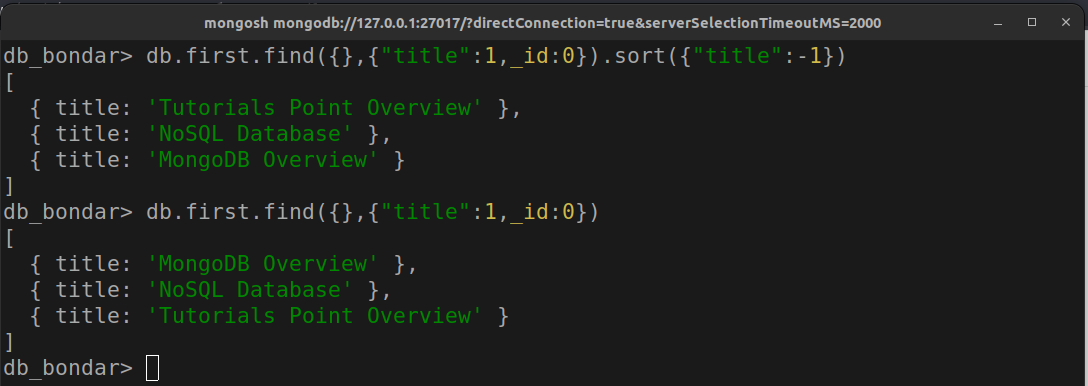 mongosh mongodb://127.0.0.1:27017/?directConnection=true&serverSelectionTimeoutMS=2000
db_bondar> db.first.find({},{"title":1,_id:0}).sort({"title":-1})
[
  { title: 'Tutorials Point Overview' },
  { title: 'NoSQL Database' },
  { title: 'MongoDB Overview' }
]
db_bondar> db.first.find({},{"title":1,_id:0})
[
  { title: 'MongoDB Overview' },
  { title: 'NoSQL Database' },
  { title: 'Tutorials Point Overview' }
]
db_bondar>